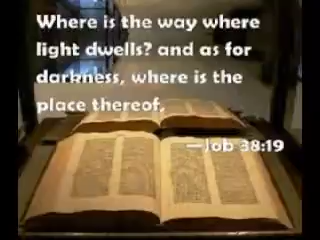 Where is the way where
light dwells? and as for
darkness, where is the
place thereof,
—Job 38:19